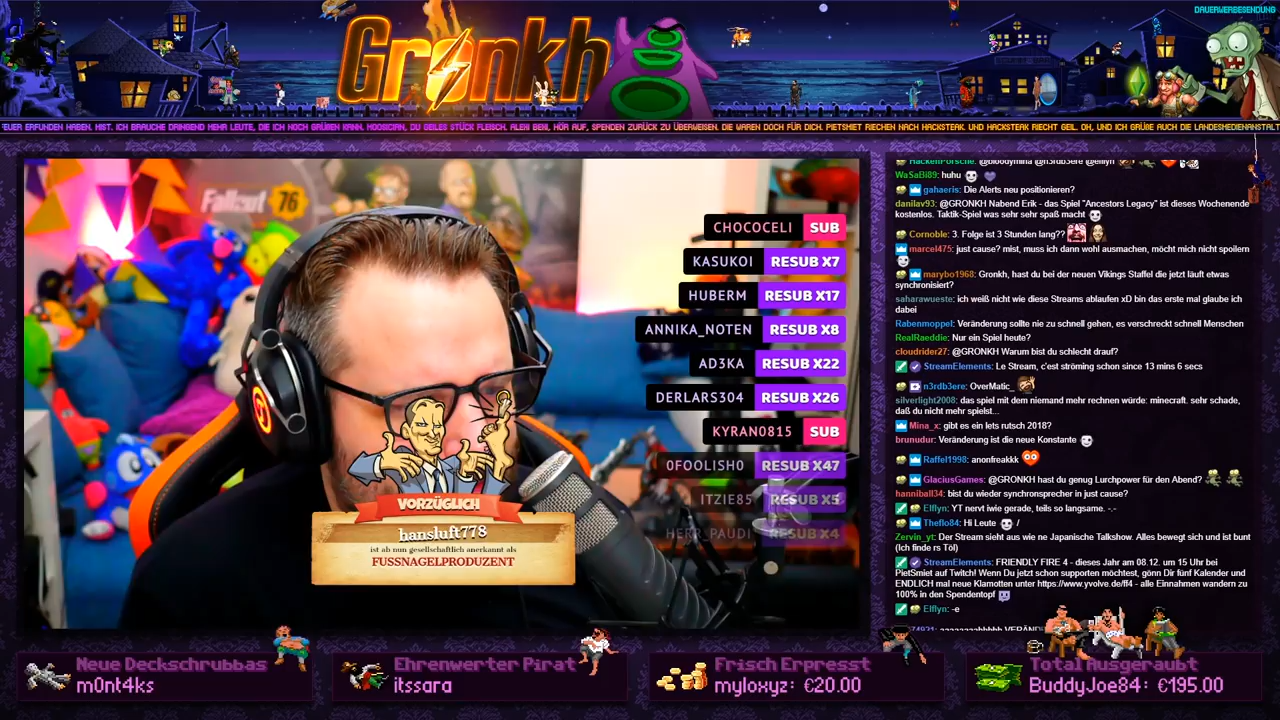 DAUERWERBESENDUNG
Gronkh
EUER ERFUNDEN HABEN. MIST. ICH BRAUCHE DRINGEND MEHR LEUTE, DIE ICH NOCH GRÜßEN KANN. MOOSICIAN, DU GEILES STÜCK FLEISCH. ALEXI BEXI, HÖR AUF, SPENDEN ZURÜCK ZU ÜBERWEISEN. DIE WAREN DOCH FÜR DICH. PIETSMIET RIECHEN NACH HACKSTEAK. UND HACKSTEAK RIECHT GEIL. OH, UND ICH GRÜßE AUCH DIE LANDESMEDIENANSTALT
Fallout 76
CHOCOCELI SUB
KASUKOI RESUB X7
HUBERM RESUB X17
ANNIKA_NOTEN RESUB X8
AD3KA RESUB X22
DERLARS304 RESUB X26
KYRAN0815 SUB
0FOOLISH0 RESUB X47
ITZIE85 RESUB X5
HERR_PAUDI RESUB X4
VORZÜGLICH
hansluft778
ist ab nun gesellschaftlich anerkannt als
FUSSNAGELPRODUZENT
HackenPorsche: @bloodymina @n3rdb3ere @elliyn
WaSaBi89: huhu
gahaeris: Die Alerts neu positionieren?
danilav93: @GRONKH Nabend Erik - das Spiel "Ancestors Legacy" ist dieses Wochenende
kostenlos. Taktik-Spiel was sehr sehr spaß macht
Cornoble: 3. Folge ist 3 Stunden lang??
marcel475: just cause? mist, muss ich dann wohl ausmachen, möcht mich nicht spoilern
marybo1968: Gronkh, hast du bei der neuen Vikings Staffel die jetzt läuft etwas
synchronisiert?
saharawueste: ich weiß nicht wie diese Streams ablaufen xD bin das erste mal glaube ich
dabei
Rabenmoppel: Veränderung sollte nie zu schnell gehen, es verschreckt schnell Menschen
RealRaeddie: Nur ein Spiel heute?
cloudrider27: @GRONKH Warum bist du schlecht drauf?
StreamElements: Le Stream, c'est ströming schon since 13 mins 6 secs
n3rdb3ere: OverMatic_
silverlight2008: das spiel mit dem niemand mehr rechnen würde: minecraft. sehr schade,
daß du nicht mehr spielst...
Mina_x: gibt es ein lets rutsch 2018?
brunudur: Veränderung ist die neue Konstante
Raffel1998: anonfreakkk
GlaciusGames: @GRONKH hast du genug Lurchpower für den Abend?
hanniball34: bist du wieder synchronsprecher in just cause?
Elflyn: YT nervt iwie gerade, teils so langsame. -.-
Theflo84: Hi Leute /
Zervin_yt: Der Stream sieht aus wie ne Japanische Talkshow. Alles bewegt sich und ist bunt
(Ich finde rs Töl)
StreamElements: FRIENDLY FIRE 4 - dieses Jahr am 08.12. um 15 Uhr bei
PietSmiet auf Twitch! Wenn Du jetzt schon supporten möchtest, gönn Dir fünf Kalender und
ENDLICH mal neue Klamotten unter https://www.yvolve.de/ff4 - alle Einnahmen wandern zu
100% in den Spendentopf
Elflyn: -e
Neue Deckschrubbas
m0nt4ks
Ehrenwerter Pirat
itssara
Frisch Erpresst
myloxyz: €20.00
Total Ausgeraubt
BuddyJoe84: €195.00